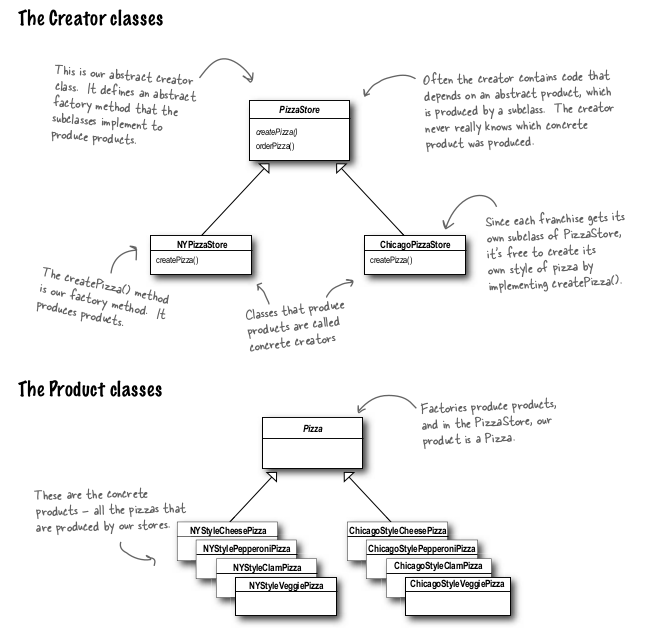 The Creator classes
This is our abstract creator
class. It defines an abstract
factory method that the
subclasses implement to
produce products.
PizzaStore
createPizza()
orderPizza()
Often the creator contains code that
depends on an abstract product, which
is produced by a subclass. The creator
never really knows which concrete
product was produced.
NYPizzaStore
createPizza()
ChicagoPizzaStore
createPizza()
Since each franchise gets its
own subclass of PizzaStore,
it's free to create its
own style of pizza by
implementing createPizza().
The createPizza() method
is our factory method. It
produces products.
Classes that produce
products are called
concrete creators
The Product classes
Pizza
Factories produce products,
and in the PizzaStore, our
product is a Pizza.
These are the concrete
products – all the pizzas that
are produced by our stores.
NYStyleCheesePizza
NYStylePepperoniPizza
NYStyleClamPizza
NYStyleVeggiePizza
ChicagoStyleCheesePizza
ChicagoStylePepperoniPizza
ChicagoStyleClamPizza
ChicagoStyleVeggiePizza